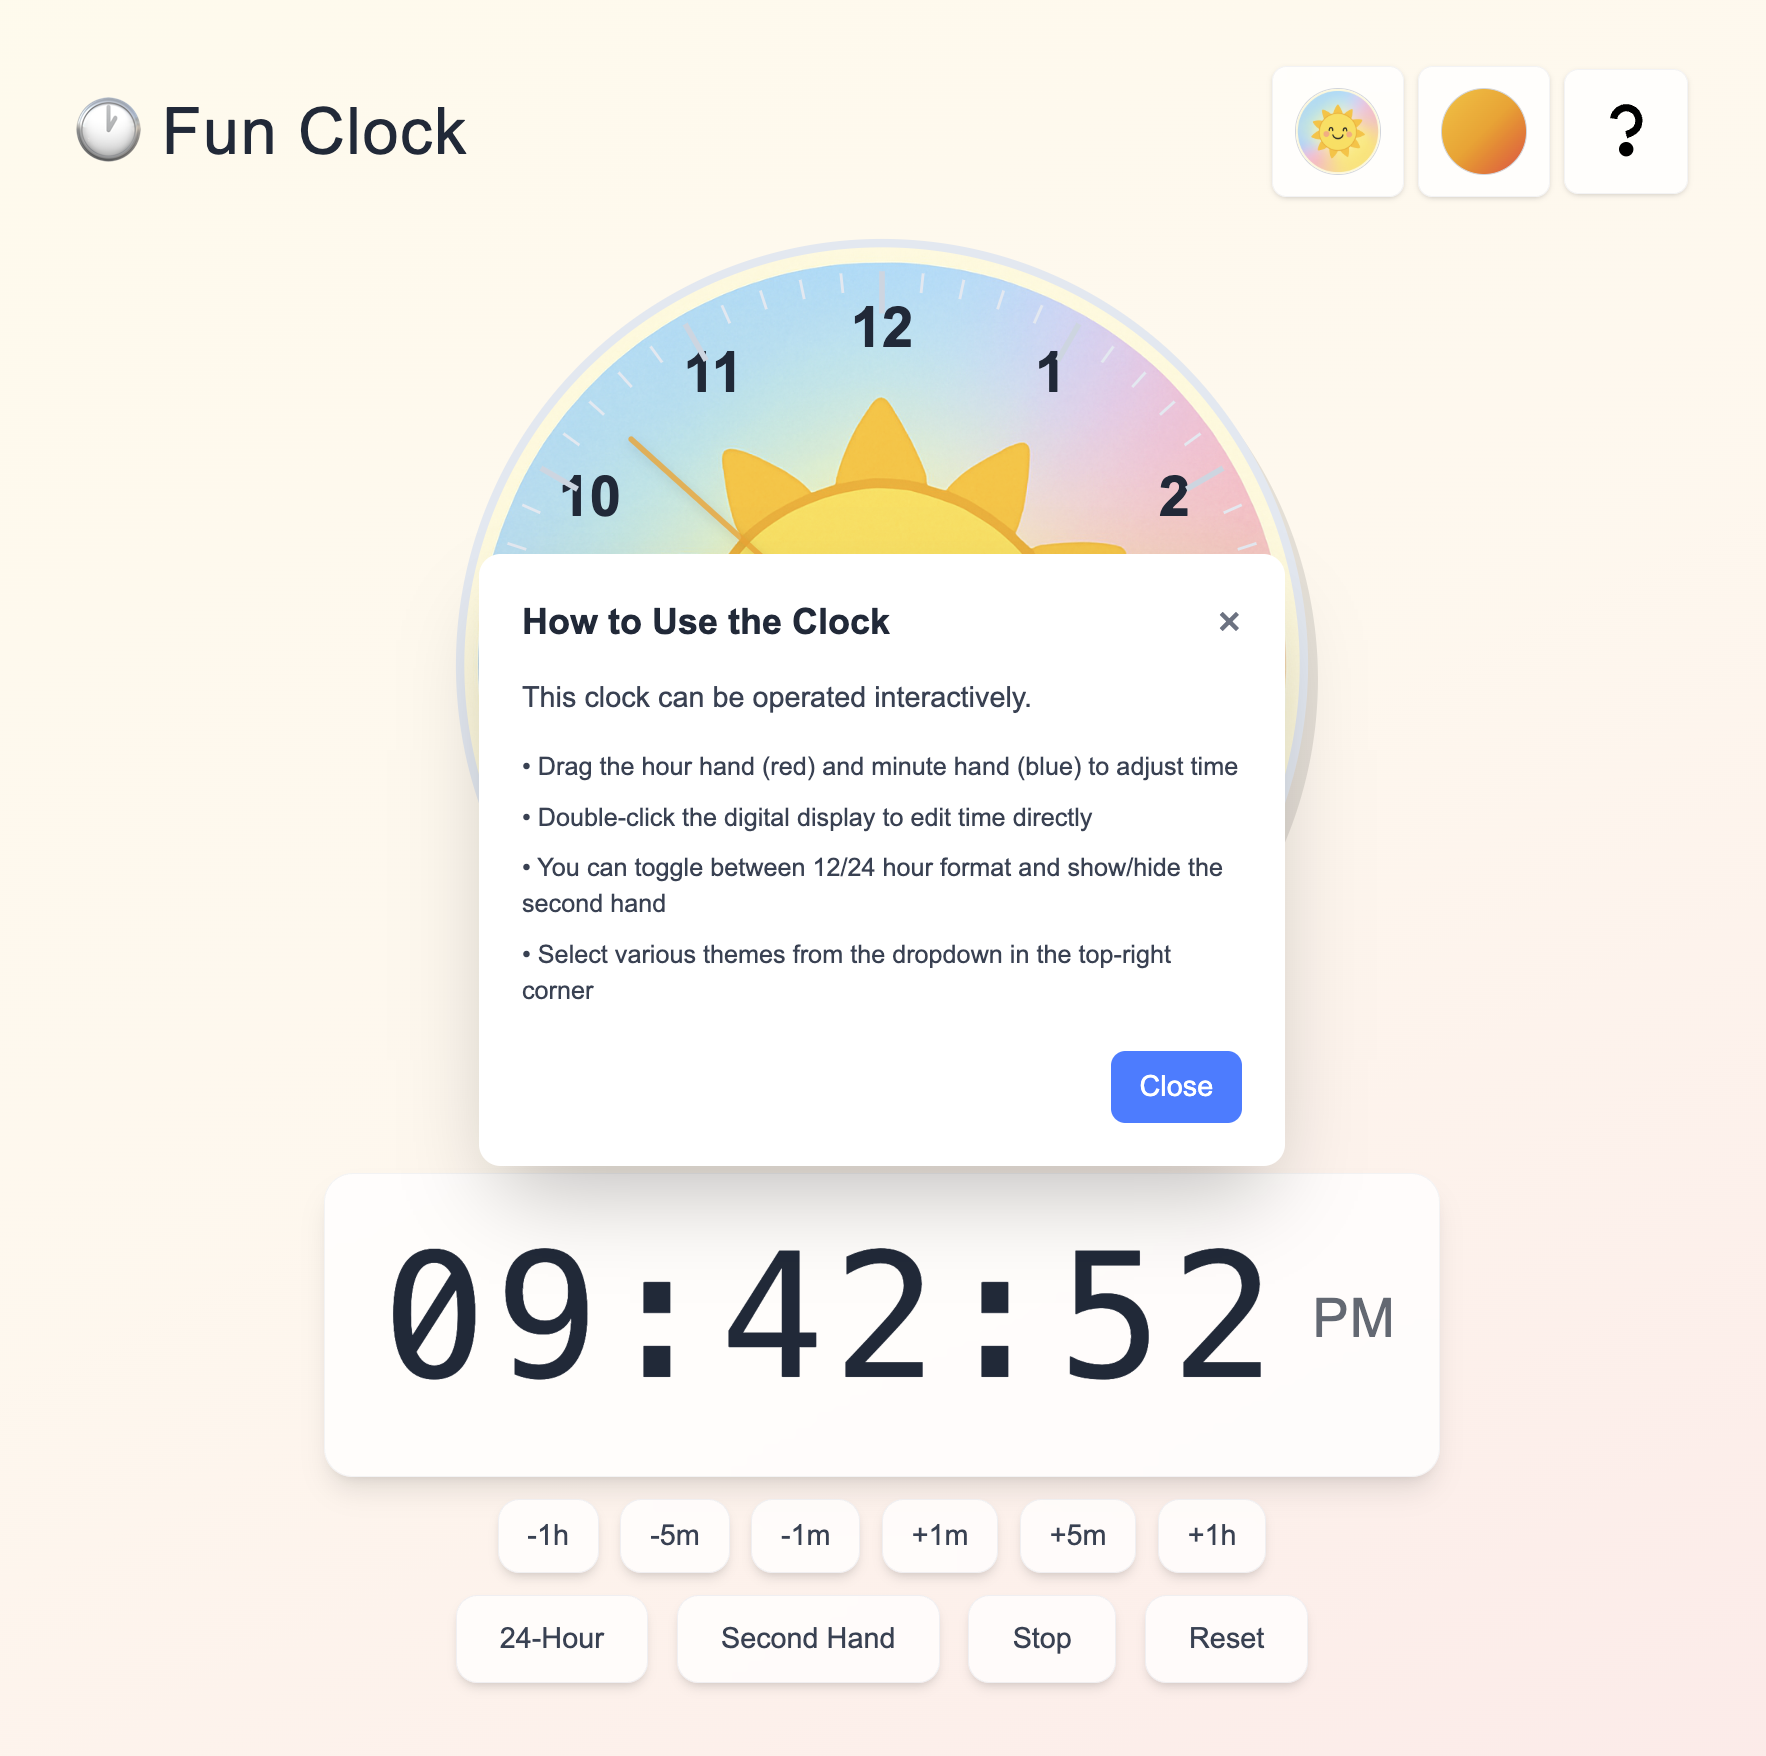 Fun Clock
?
12
11
1
10
2
How to Use the Clock
×
This clock can be operated interactively.
• Drag the hour hand (red) and minute hand (blue) to adjust time
• Double-click the digital display to edit time directly
• You can toggle between 12/24 hour format and show/hide the
second hand
• Select various themes from the dropdown in the top-right
corner
Close
09:42:52 PM
-1h -5m -1m +1m +5m +1h
24-Hour Second Hand Stop Reset